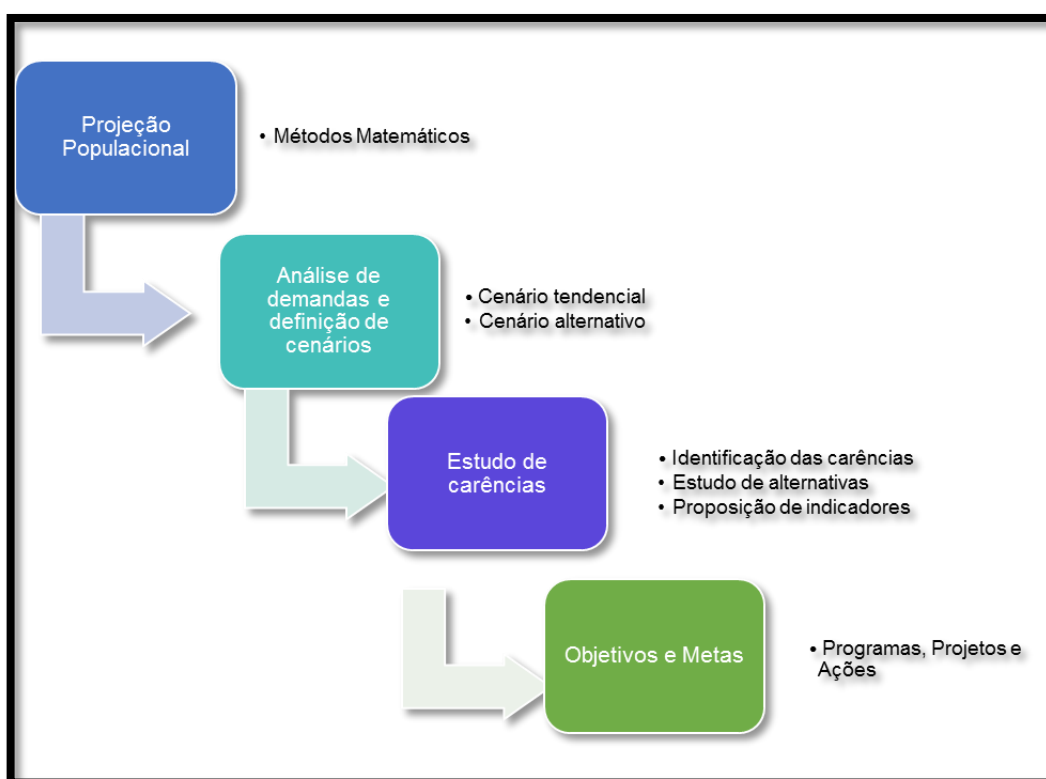 Projeção
Populacional
• Métodos Matemáticos
Análise de
demandas e
definição de
cenários
• Cenário tendencial
• Cenário alternativo
Estudo de
carências
• Identificação das carências
• Estudo de alternativas
• Proposição de indicadores
Objetivos e Metas
• Programas, Projetos e
Ações